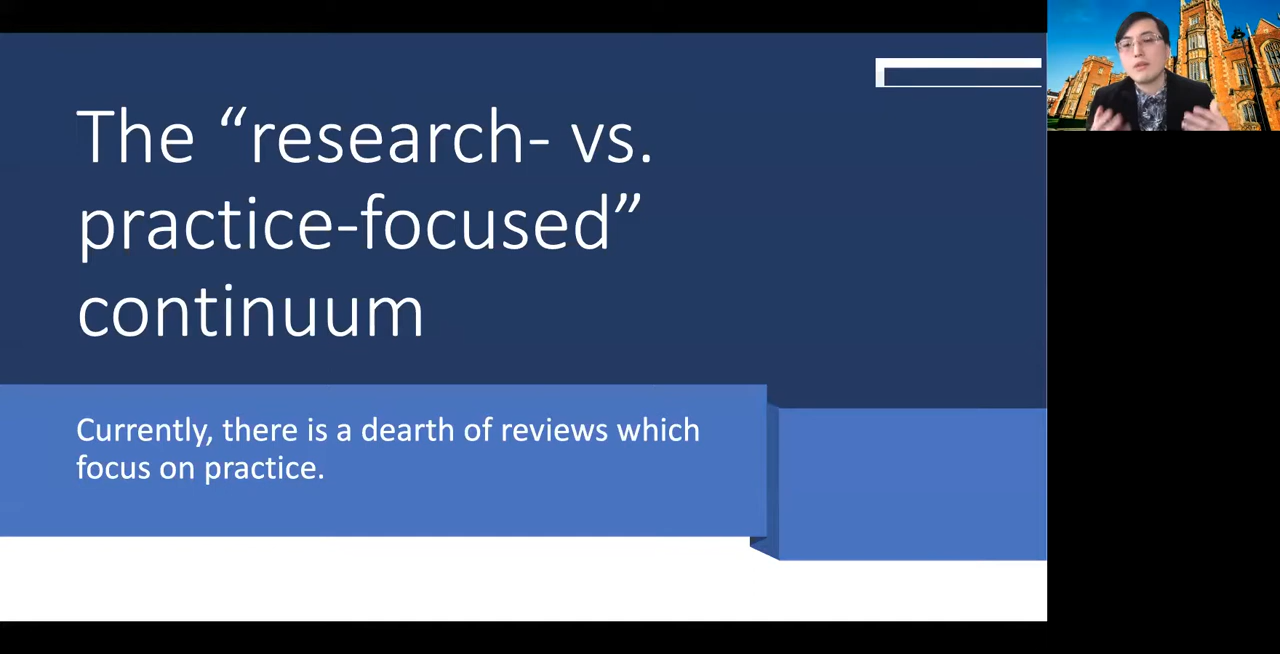 The “research- vs.
practice-focused”
continuum
Currently, there is a dearth of reviews which
focus on practice.